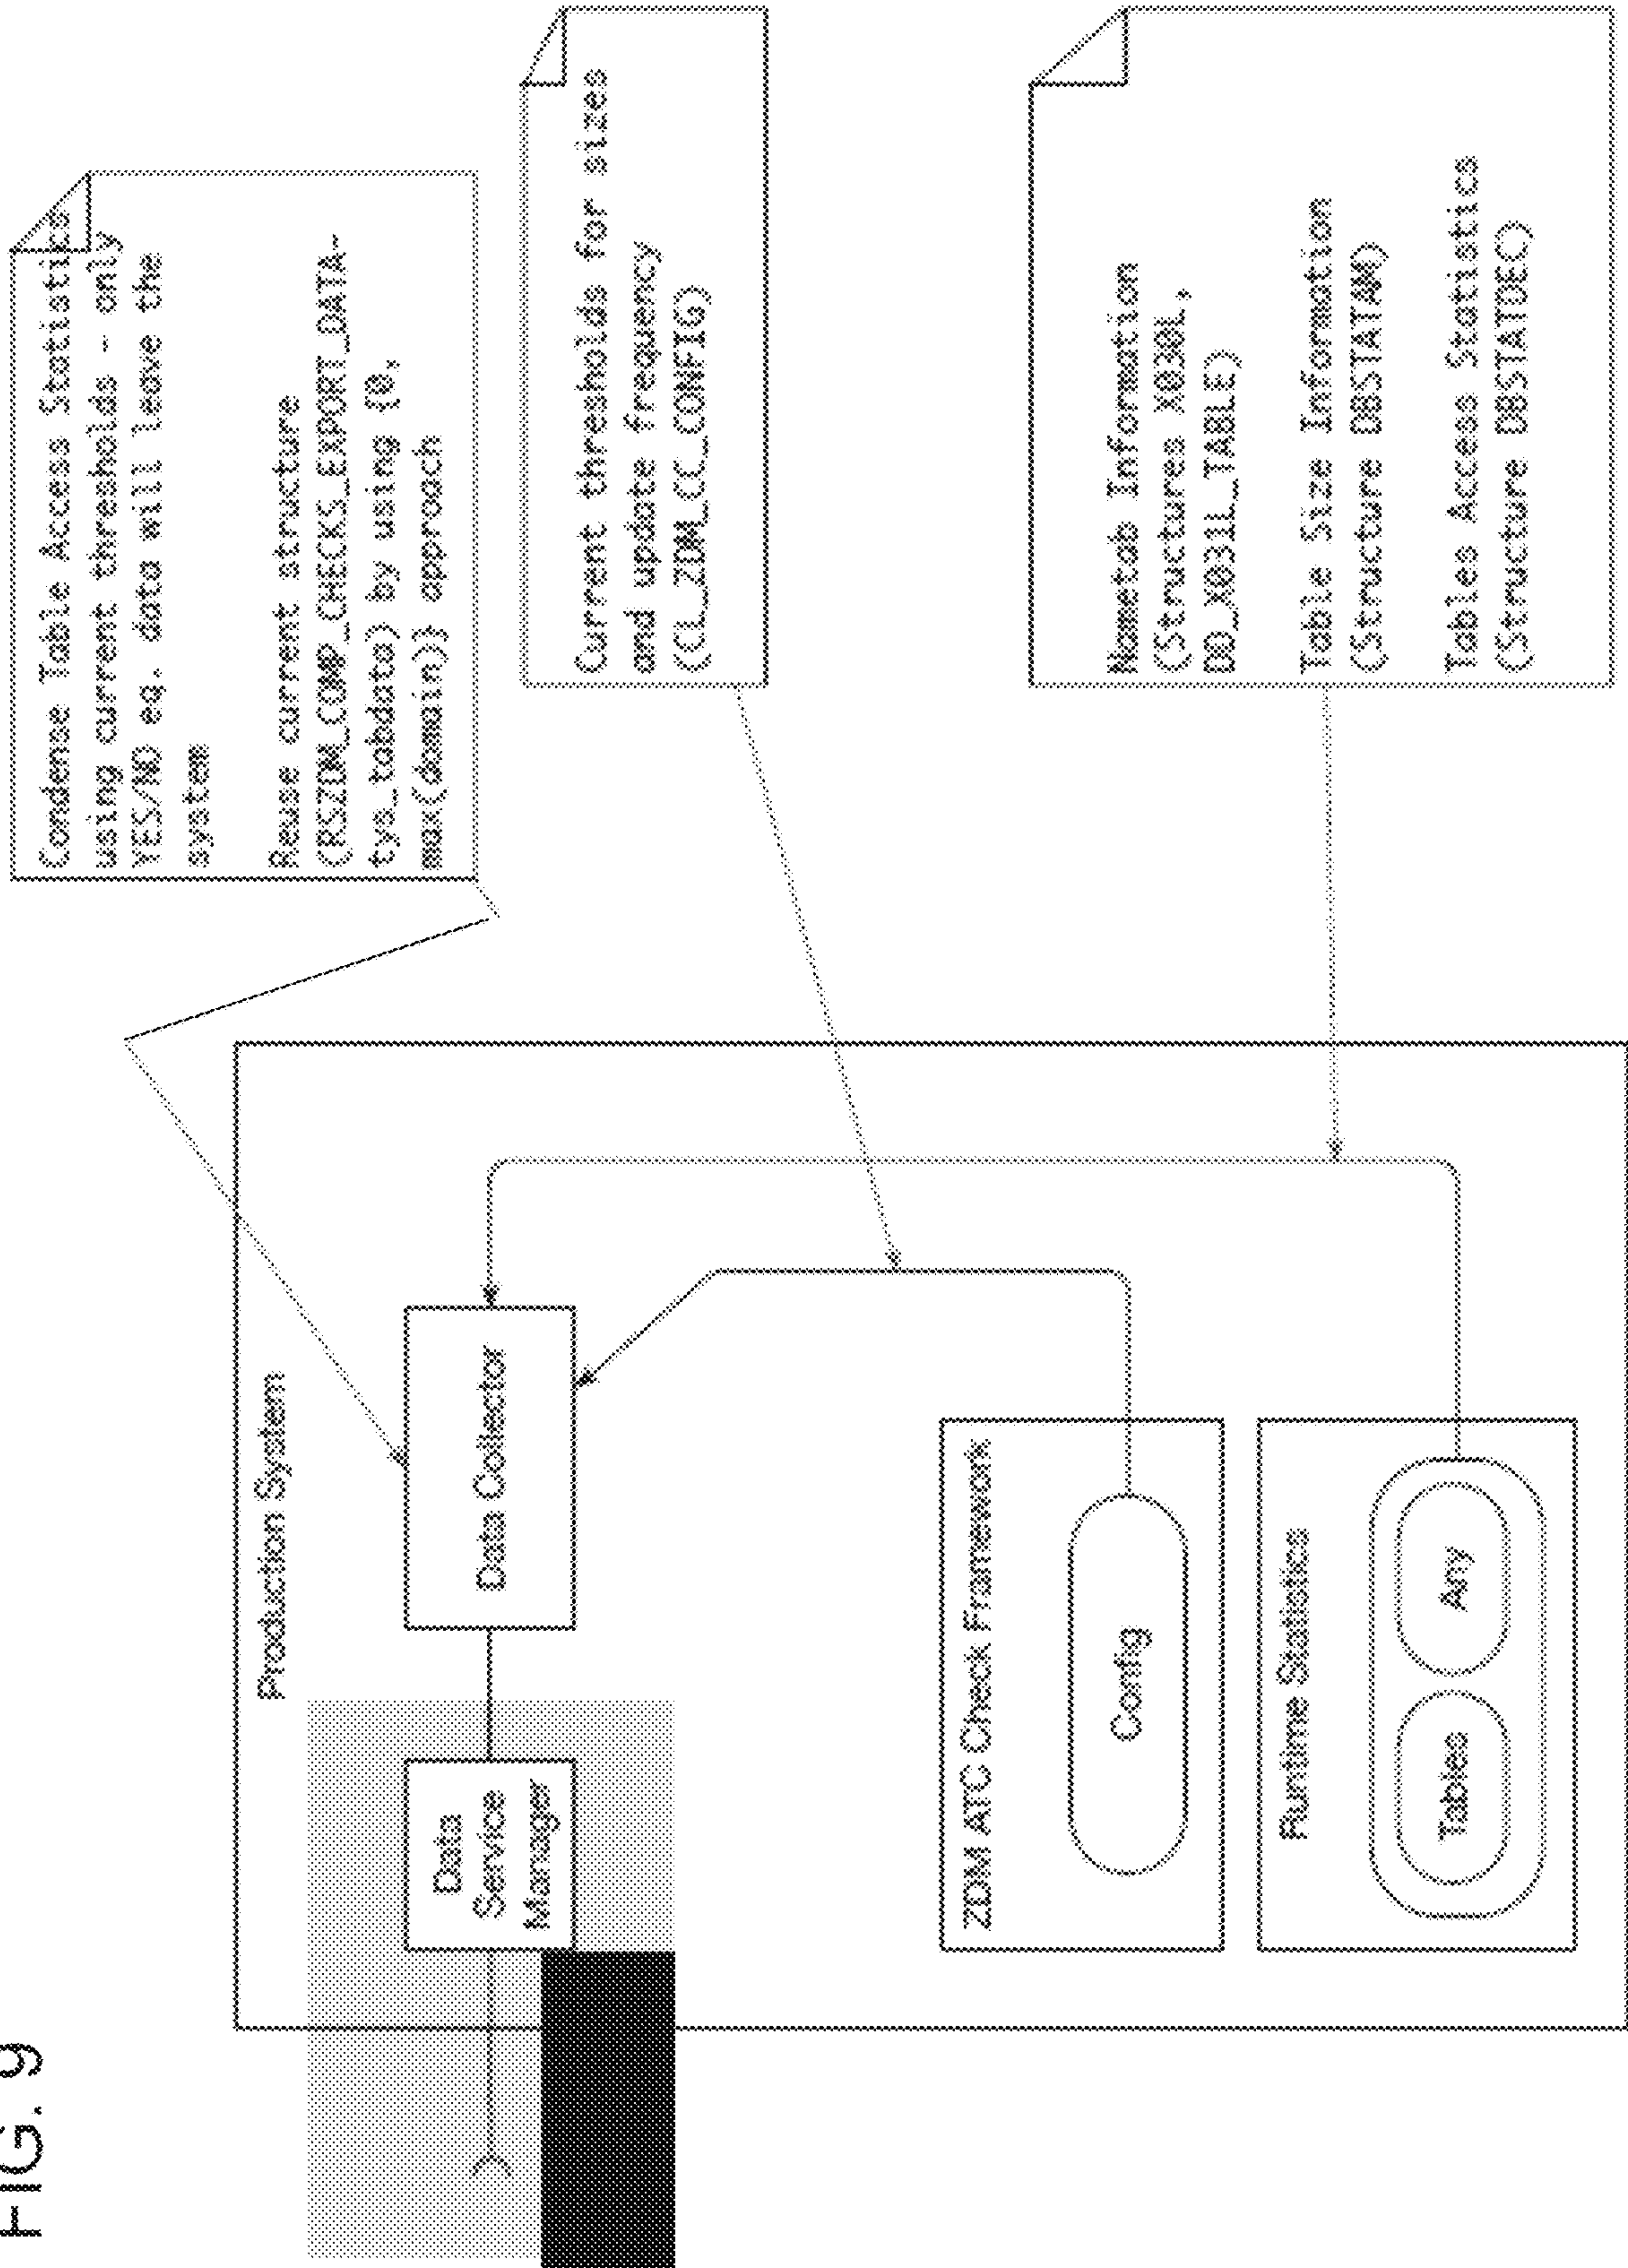 FIG. 9
Condense Table Access Statistics
using current thresholds - only
YES/NO eg. data will leave the
system
Reuse current structure
(RSZDM_COMP_CHECKS_EXPORT_DATA-
tys_tabdata) by using {0,
max(domain)} approach
Current thresholds for sizes
and update frequency
(CL_ZDM_CC_CONFIG)
Nametab Information
(Structures X030L,
DD_X031L_TABLE)
Table Size Information
(Structure DBSTATAM)
Tables Access Statistics
(Structure DBSTATDEC)
Production System
Data
Service
Manager
Data Collector
ZDM ATC Check Framework
Config
Runtime Statistics
Tables
Any